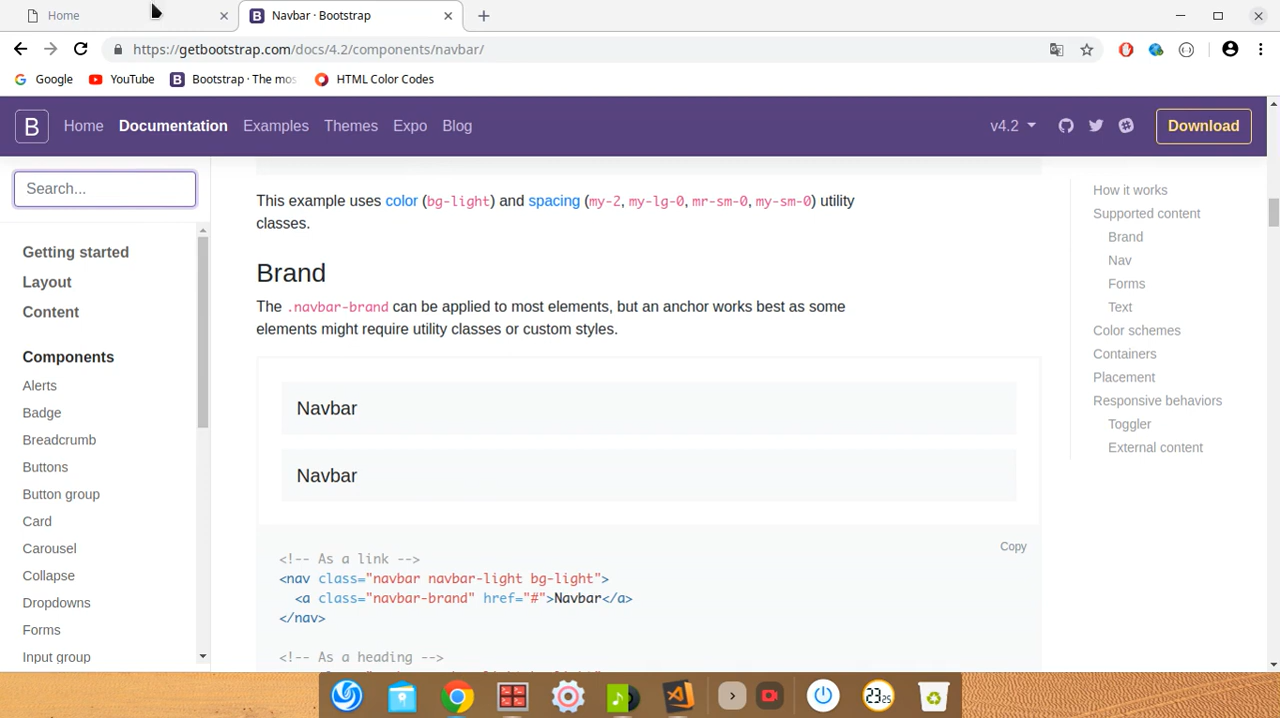 Home
Navbar · Bootstrap
https://getbootstrap.com/docs/4.2/components/navbar/
Google YouTube Bootstrap · The mos HTML Color Codes
B Home Documentation Examples Themes Expo Blog v4.2 Download
Search...
Getting started
Layout
Content
Components
Alerts
Badge
Breadcrumb
Buttons
Button group
Card
Carousel
Collapse
Dropdowns
Forms
Input group
This example uses color (bg-light) and spacing (my-2, my-lg-0, mr-sm-0, my-sm-0) utility
classes.
Brand
The .navbar-brand can be applied to most elements, but an anchor works best as some
elements might require utility classes or custom styles.
Navbar
Navbar
Copy
<!-- As a link -->
<nav class="navbar navbar-light bg-light">
<a class="navbar-brand" href="#">Navbar</a>
</nav>
<!-- As a heading -->
How it works
Supported content
Brand
Nav
Forms
Text
Color schemes
Containers
Placement
Responsive behaviors
Toggler
External content
23 25